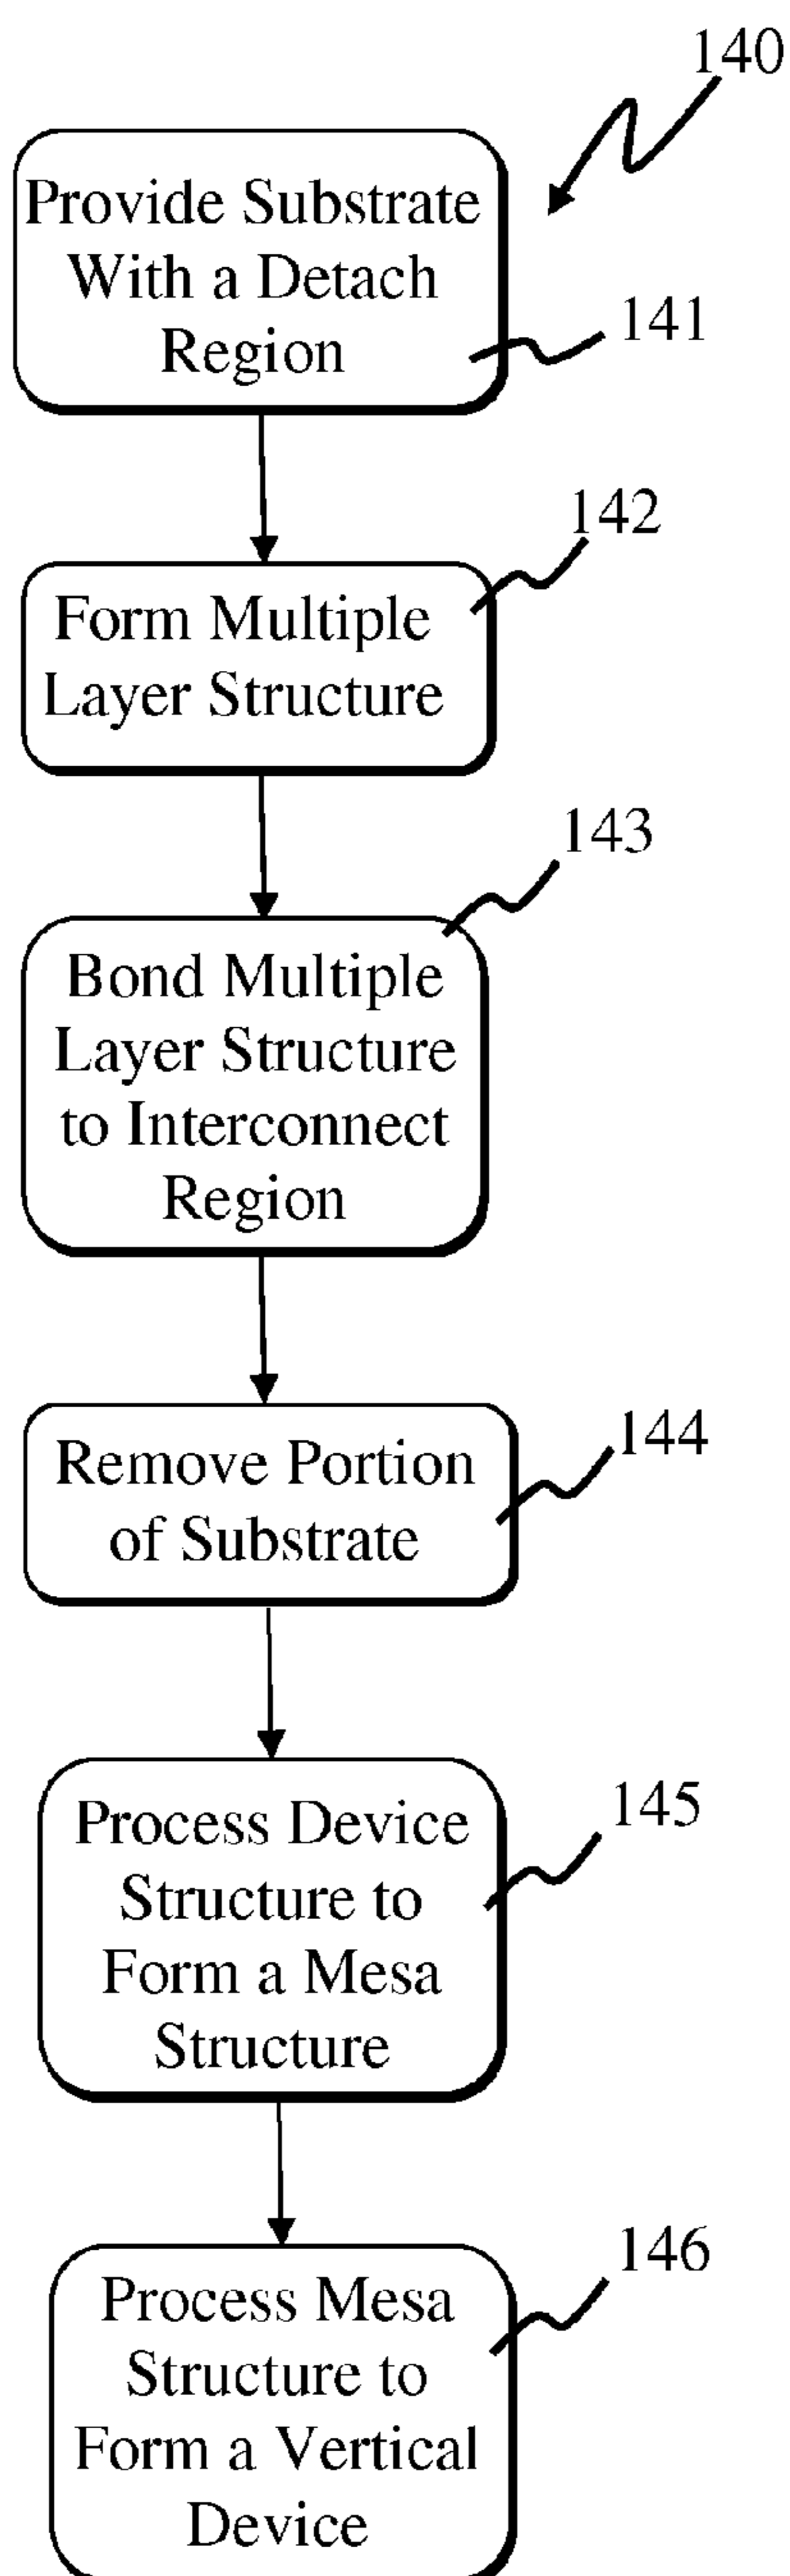 140
Provide Substrate
With a Detach
Region
141
142
Form Multiple
Layer Structure
143
Bond Multiple
Layer Structure
to Interconnect
Region
144
Remove Portion
of Substrate
145
Process Device
Structure to
Form a Mesa
Structure
146
Process Mesa
Structure to
Form a Vertical
Device